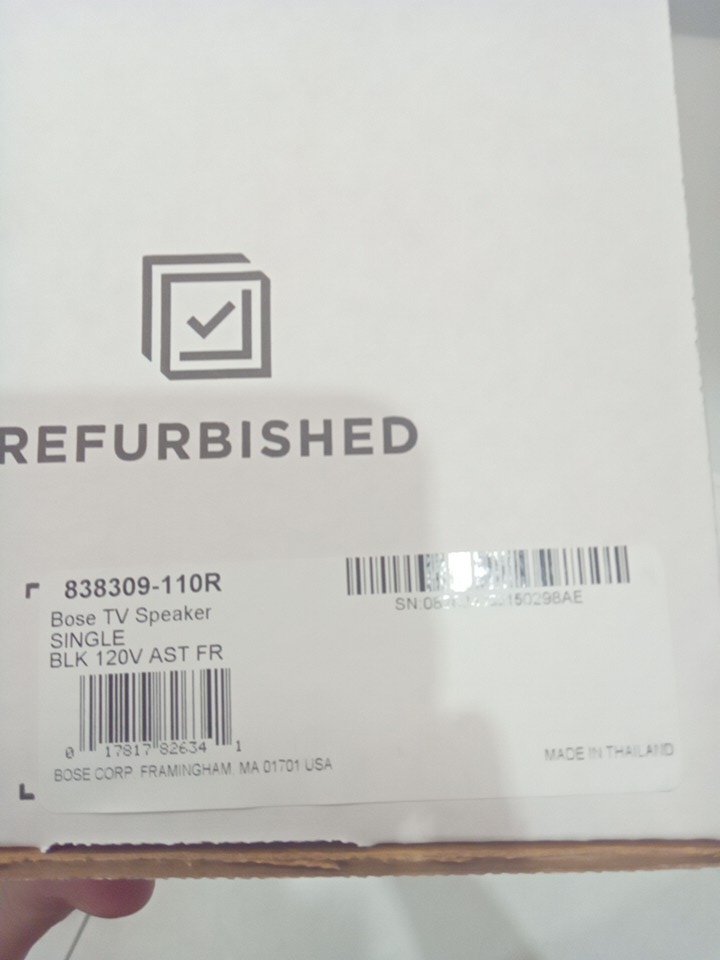 REFURBISHED
838309-110R
Bose TV Speaker
SINGLE
BLK 120V AST FR
SN
0 17817 82634 1
BOSE CORP. FRAMINGHAM, MA 01701 USA
MADE IN THAILAND